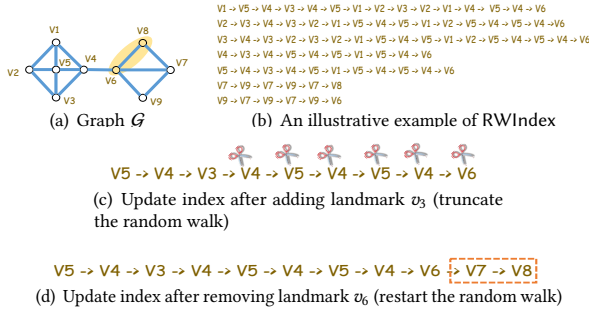 V1
V8
V2
V5
V4
V7
V6
V3
V9
V1 -> V5 -> V4 -> V3 -> V4 -> V5 -> V1 -> V2 -> V3 -> V2 -> V1 -> V4 -> V5 -> V4 -> V6
V2 -> V3 -> V4 -> V3 -> V2 -> V1 -> V5 -> V4 -> V5 -> V1 -> V2 -> V5 -> V4 -> V5 -> V4 -> V6
V3 -> V4 -> V3 -> V2 -> V3 -> V2 -> V1 -> V5 -> V4 -> V5 -> V1 -> V2 -> V5 -> V4 -> V5 -> V4 -> V6
V4 -> V3 -> V4 -> V5 -> V1 -> V5 -> V4 -> V6
V5 -> V4 -> V3 -> V4 -> V5 -> V1 -> V5 -> V4 -> V5 -> V4 -> V6
V7 -> V9 -> V7 -> V9 -> V7 -> V8
V9 -> V7 -> V9 -> V7 -> V9 -> V6
(a) Graph 𝒢
(b) An illustrative example of RWIndex
V5 -> V4 -> V3 -> V4 -> V5 -> V4 -> V5 -> V4 -> V6
(c) Update index after adding landmark v₃ (truncate
the random walk)
V5 -> V4 -> V3 -> V4 -> V5 -> V4 -> V5 -> V4 -> V6 -> V7 -> V8
(d) Update index after removing landmark v₆ (restart the random walk)